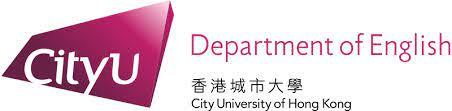 CityU
Department of English
香港城市大學
City University of Hong Kong